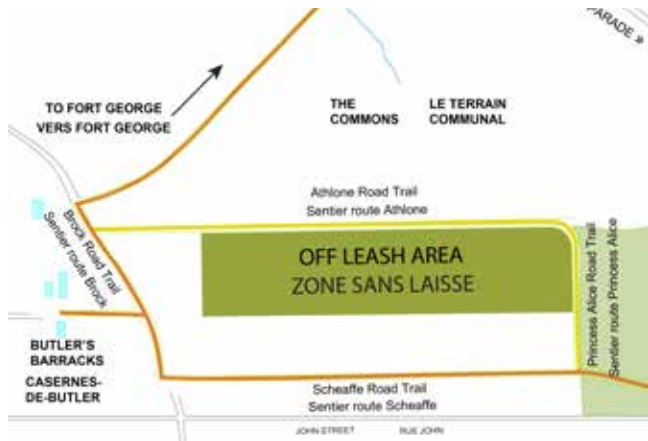 PARADE »
TO FORT GEORGE
VERS FORT GEORGE
THE
COMMONS
LE TERRAIN
COMMUNAL
Athlone Road Trail
Sentier route Athlone
Brock Road Trail
Sentier route Brock
OFF LEASH AREA
ZONE SANS LAISSE
Princess Alice Road Trail
Sentier route Princess Alice
BUTLER'S
BARRACKS
CASERNES-
DE-BUTLER
Scheaffe Road Trail
Sentier route Scheaffe
JOHN STREET
RUE JOHN